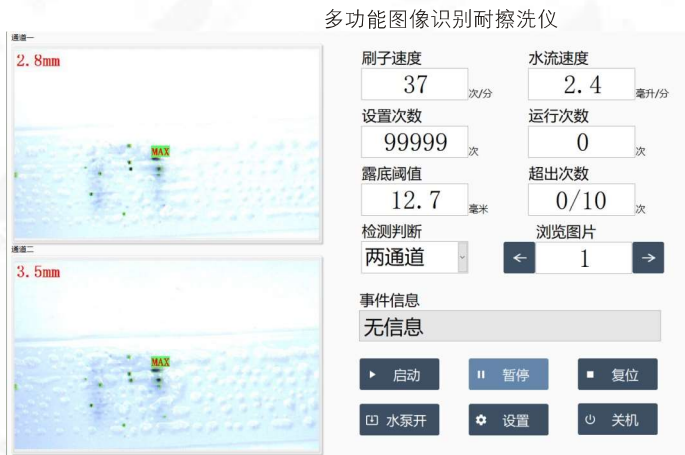 多功能图像识别耐擦洗仪
通道一
2.8mm
MAX
通道二
3.5mm
MAX
刷子速度
37 次/分
水流速度
2.4 毫升/分
设置次数
99999 次
运行次数
0 次
露底阈值
12.7 毫米
超出次数
0/10 次
检测判断
两通道
浏览图片
1
事件信息
无信息
启动
暂停
复位
水泵开
设置
关机